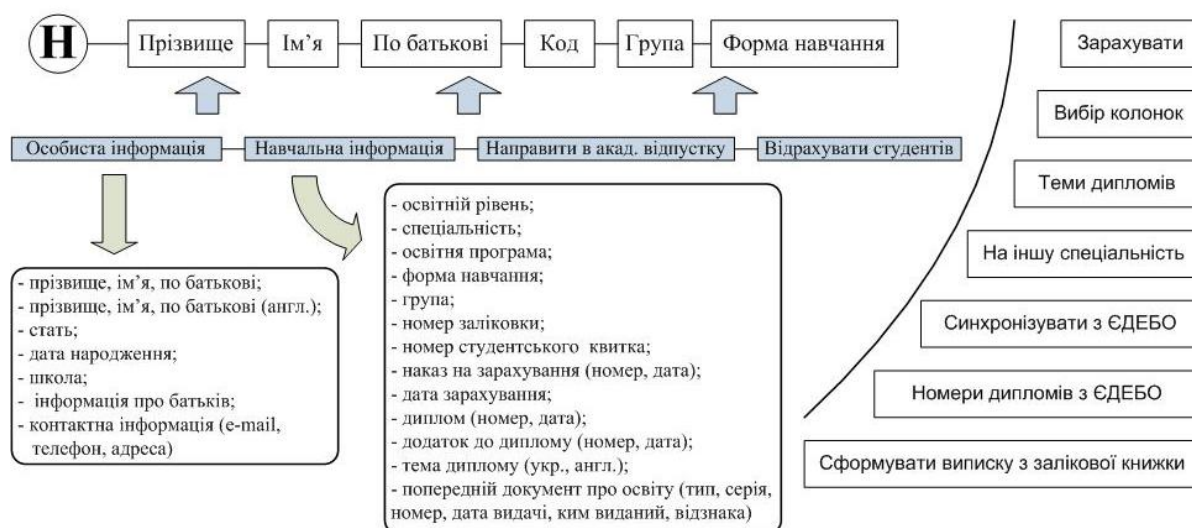 Н
Прізвище
Ім’я
По батькові
Код
Група
Форма навчання
Особиста інформація
Навчальна інформація
Направити в акад. відпустку
Відрахувати студентів
- прізвище, ім’я, по батькові;
- прізвище, ім’я, по батькові (англ.);
- стать;
- дата народження;
- школа;
- інформація про батьків;
- контактна інформація (e-mail,
телефон, адреса)
- освітній рівень;
- спеціальність;
- освітня програма;
- форма навчання;
- група;
- номер заліковки;
- номер студентського квитка;
- наказ на зарахування (номер, дата);
- дата зарахування;
- диплом (номер, дата);
- додаток до диплому (номер, дата);
- тема диплому (укр., англ.);
- попередній документ про освіту (тип, серія,
номер, дата видачі, ким виданий, відзнака)
Зарахувати
Вибір колонок
Теми дипломів
На іншу спеціальність
Синхронізувати з ЄДЕБО
Номери дипломів з ЄДЕБО
Сформувати виписку з залікової книжки